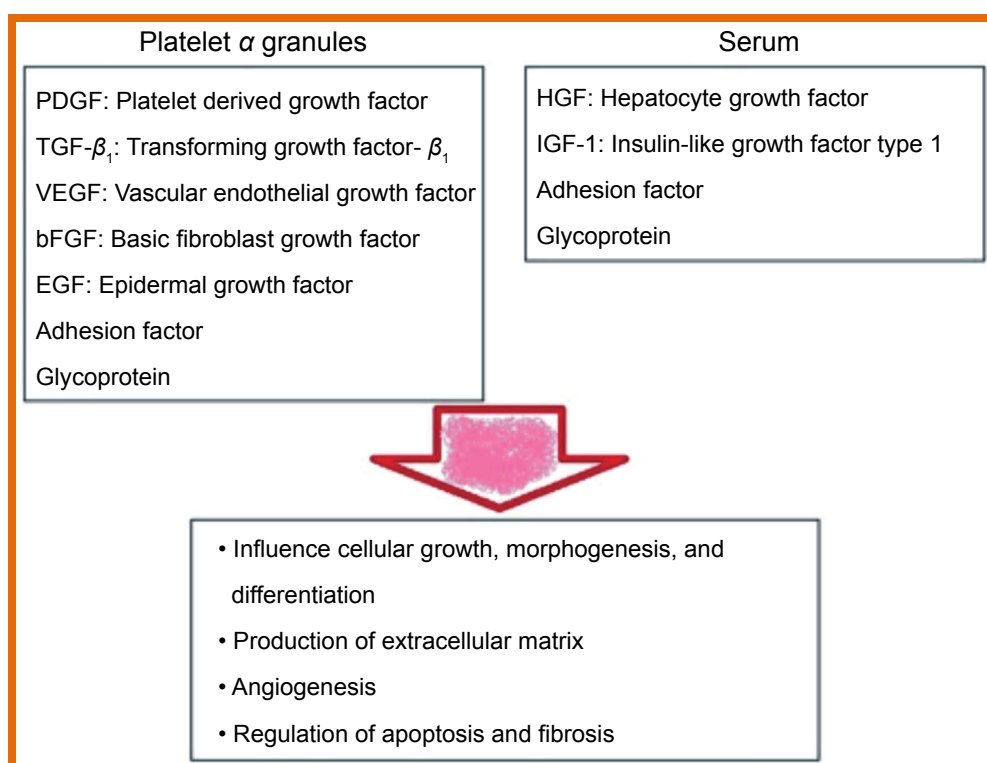 Platelet α granules
PDGF: Platelet derived growth factor
TGF-β₁: Transforming growth factor- β₁
VEGF: Vascular endothelial growth factor
bFGF: Basic fibroblast growth factor
EGF: Epidermal growth factor
Adhesion factor
Glycoprotein
Serum
HGF: Hepatocyte growth factor
IGF-1: Insulin-like growth factor type 1
Adhesion factor
Glycoprotein
• Influence cellular growth, morphogenesis, and
differentiation
• Production of extracellular matrix
• Angiogenesis
• Regulation of apoptosis and fibrosis